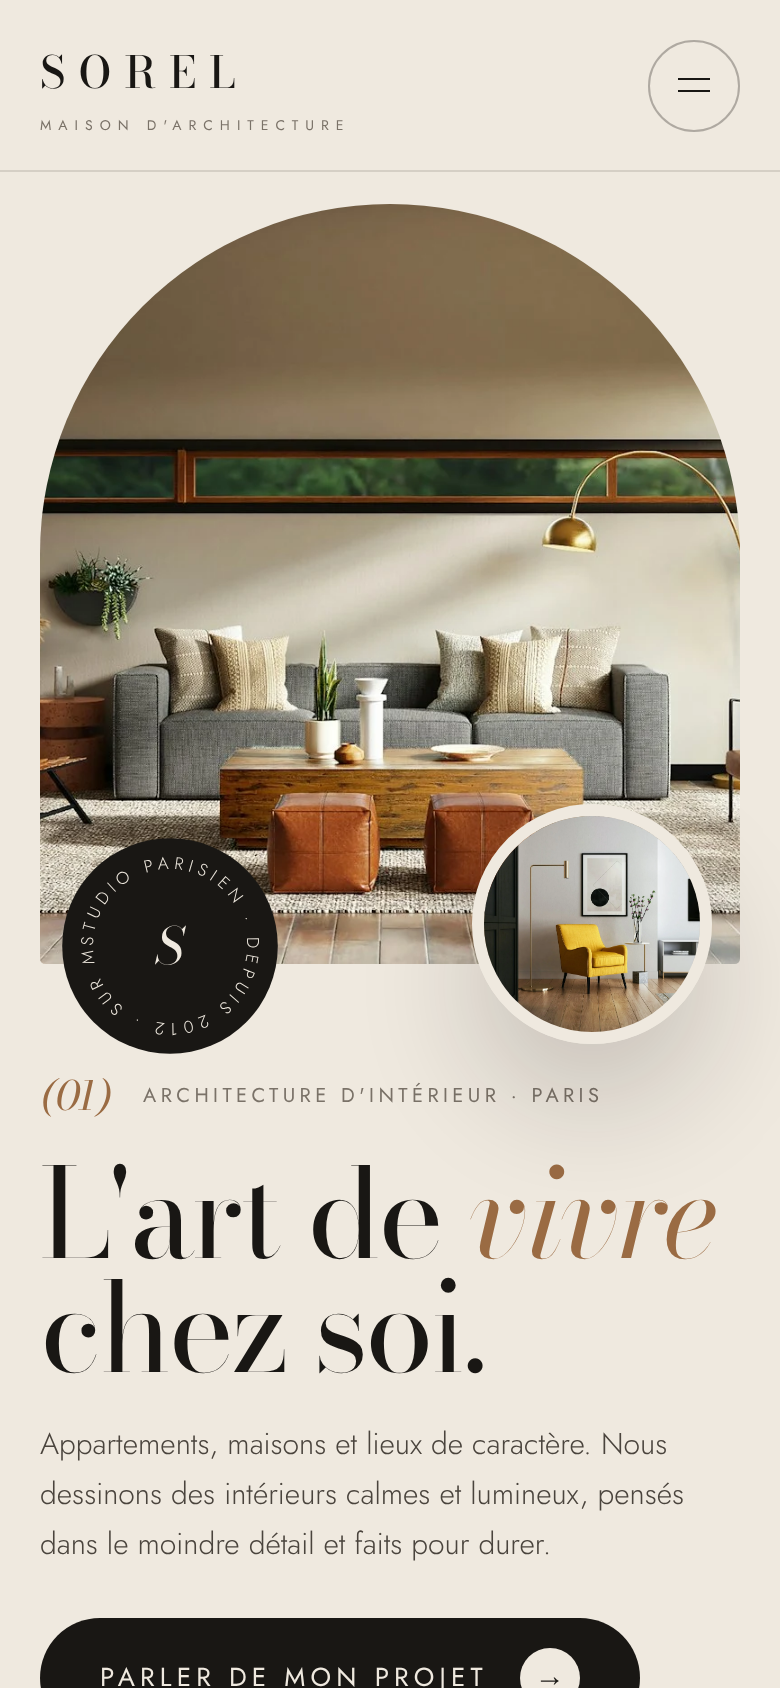 SOREL
MAISON D'ARCHITECTURE
STUDIO PARISIEN · DEPUIS 2012 · SUR M
S
(01) ARCHITECTURE D'INTÉRIEUR · PARIS
L'art de vivre
chez soi.
Appartements, maisons et lieux de caractère. Nous
dessinons des intérieurs calmes et lumineux, pensés
dans le moindre détail et faits pour durer.
PARLER DE MON PROJET →